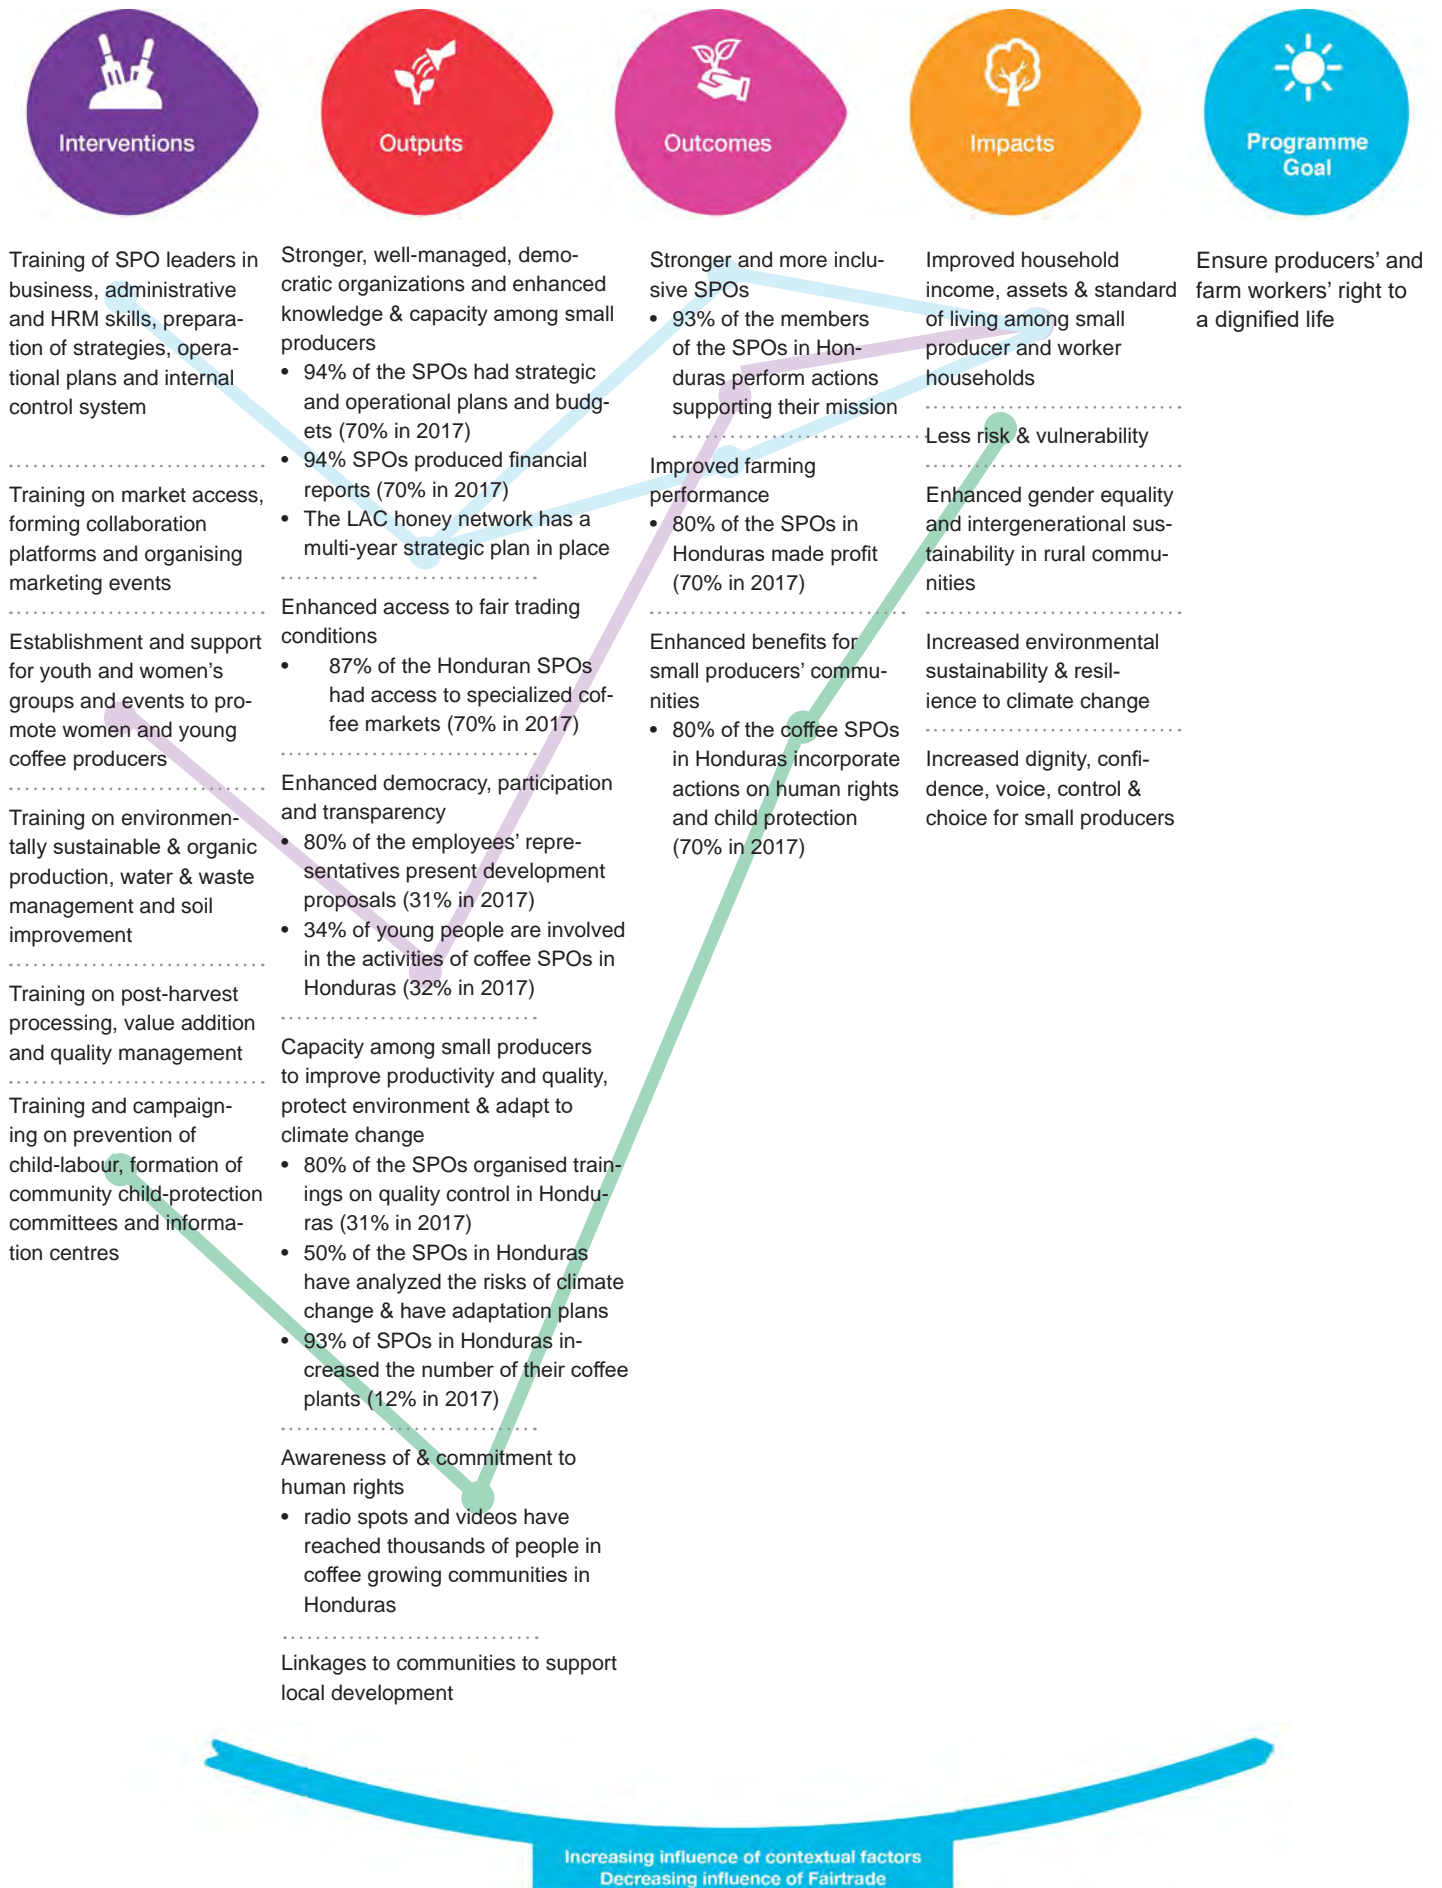 Interventions
Outputs
Outcomes
Impacts
Programme
Goal
Training of SPO leaders in
business, administrative
and HRM skills, prepara-
tion of strategies, opera-
tional plans and internal
control system
Training on market access,
forming collaboration
platforms and organising
marketing events
Establishment and support
for youth and women's
groups and events to pro-
mote women and young
coffee producers
Training on environmen-
tally sustainable & organic
production, water & waste
management and soil
improvement
Training on post-harvest
processing, value addition
and quality management
Training and campaign-
ing on prevention of
child-labour, formation of
community child-protection
committees and informa-
tion centres
Stronger, well-managed, demo-
cratic organizations and enhanced
knowledge & capacity among small
producers
• 94% of the SPOs had strategic
and operational plans and budg-
ets (70% in 2017)
• 94% SPOs produced financial
reports (70% in 2017)
• The LAC honey network has a
multi-year strategic plan in place
Enhanced access to fair trading
conditions
• 87% of the Honduran SPOs
had access to specialized cof-
fee markets (70% in 2017)
Enhanced democracy, participation
and transparency
• 80% of the employees' repre-
sentatives present development
proposals (31% in 2017)
• 34% of young people are involved
in the activities of coffee SPOs in
Honduras (32% in 2017)
Capacity among small producers
to improve productivity and quality,
protect environment & adapt to
climate change
• 80% of the SPOs organised train-
ings on quality control in Hondu-
ras (31% in 2017)
• 50% of the SPOs in Honduras
have analyzed the risks of climate
change & have adaptation plans
• 93% of SPOs in Honduras in-
creased the number of their coffee
plants (12% in 2017)
Awareness of & commitment to
human rights
• radio spots and videos have
reached thousands of people in
coffee growing communities in
Honduras
Linkages to communities to support
local development
Stronger and more inclu-
sive SPOs
• 93% of the members
of the SPOs in Hon-
duras perform actions
supporting their mission
Improved farming
performance
• 80% of the SPOs in
Honduras made profit
(70% in 2017)
Enhanced benefits for
small producers' commu-
nities
• 80% of the coffee SPOs
in Honduras incorporate
actions on human rights
and child protection
(70% in 2017)
Improved household
income, assets & standard
of living among small
producer and worker
households
Less risk & vulnerability
Enhanced gender equality
and intergenerational sus-
tainability in rural commu-
nities
Increased environmental
sustainability & resil-
ience to climate change
Increased dignity, confi-
dence, voice, control &
choice for small producers
Ensure producers' and
farm workers' right to
a dignified life
Increasing influence of contextual factors
Decreasing influence of Fairtrade